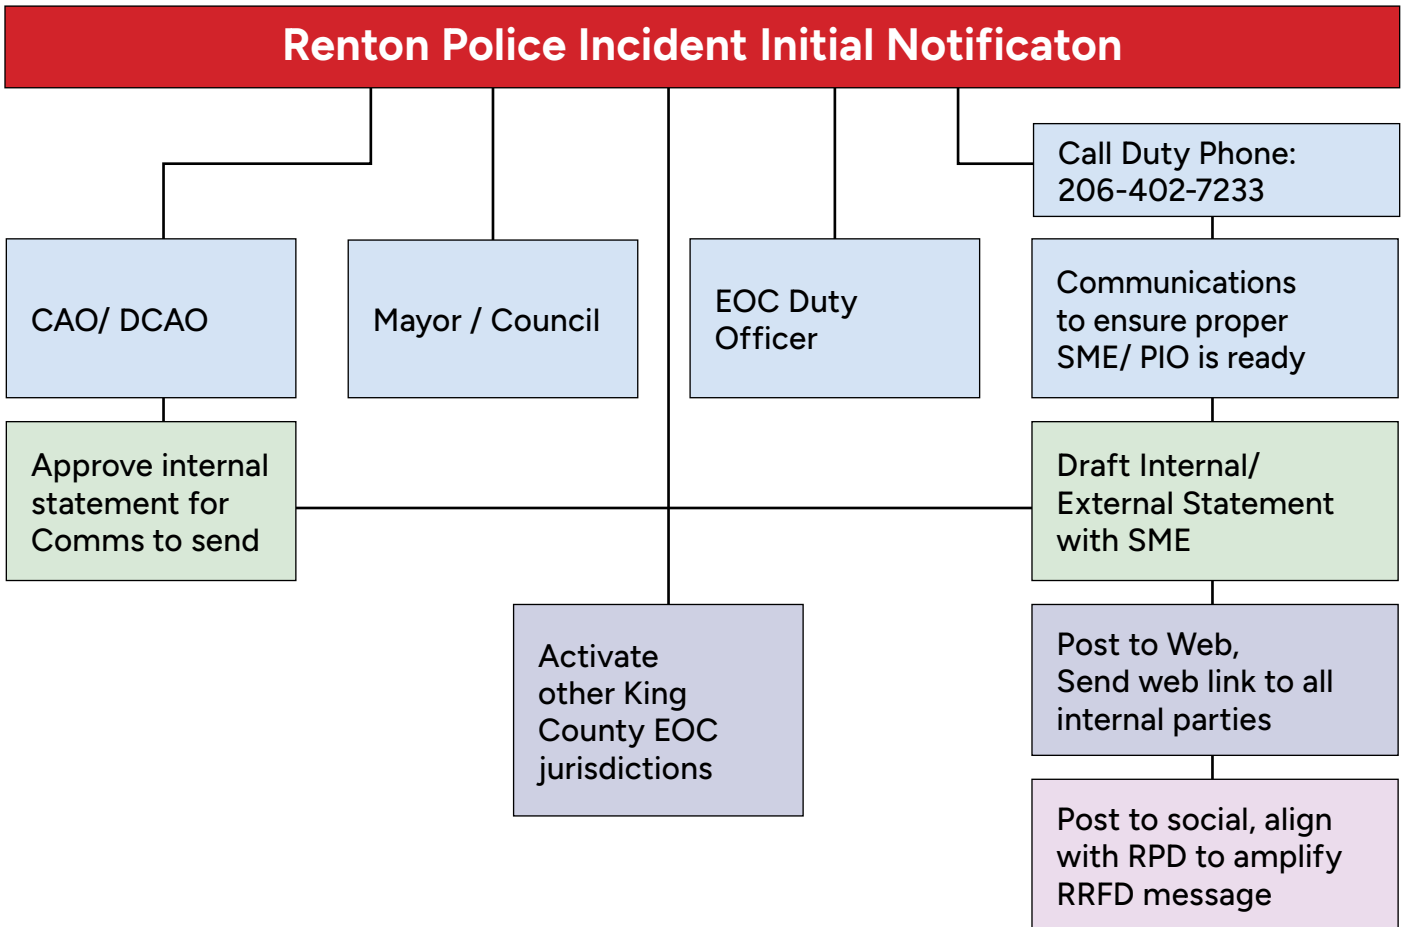 Renton Police Incident Initial Notificaton
Call Duty Phone:
206-402-7233
CAO/ DCAO
Mayor / Council
EOC Duty
Officer
Communications
to ensure proper
SME/ PIO is ready
Approve internal
statement for
Comms to send
Draft Internal/
External Statement
with SME
Activate
other King
County EOC
jurisdictions
Post to Web,
Send web link to all
internal parties
Post to social, align
with RPD to amplify
RRFD message